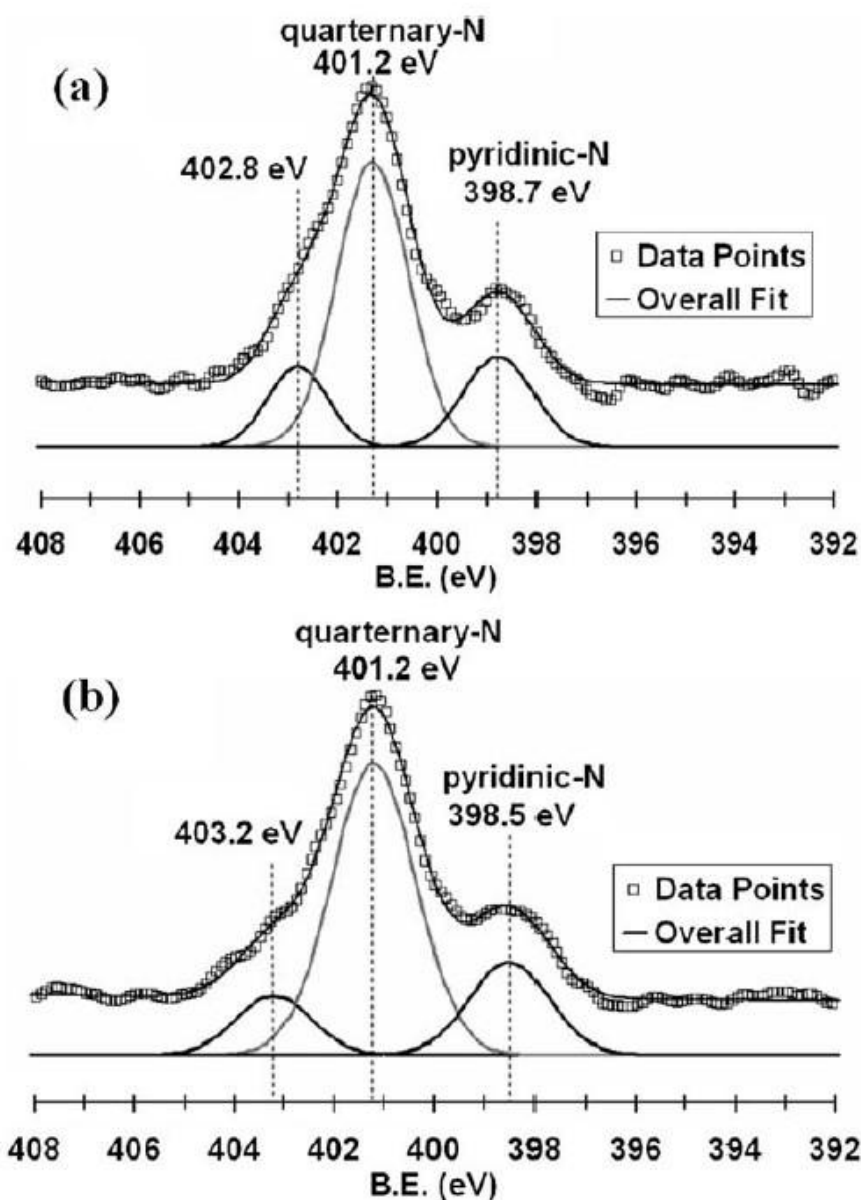 (a)
quarternary-N
401.2 eV
402.8 eV
pyridinic-N
398.7 eV
Data Points
Overall Fit
408 406 404 402 400 398 396 394 392
B.E. (eV)
(b)
quarternary-N
401.2 eV
403.2 eV
pyridinic-N
398.5 eV
Data Points
Overall Fit
408 406 404 402 400 398 396 394 392
B.E. (eV)